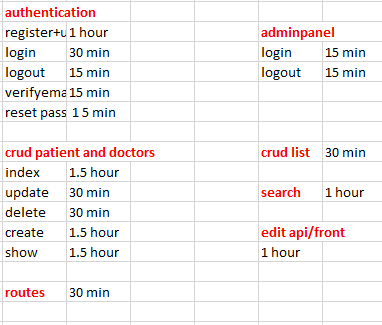 authentication
register+u 1 hour adminpanel
login 30 min login 15 min
logout 15 min logout 15 min
verifyema 15 min
reset pass 1 5 min
crud patient and doctors crud list 30 min
index 1.5 hour
update 30 min search 1 hour
delete 30 min
create 1.5 hour edit api/front
show 1.5 hour 1 hour
routes 30 min